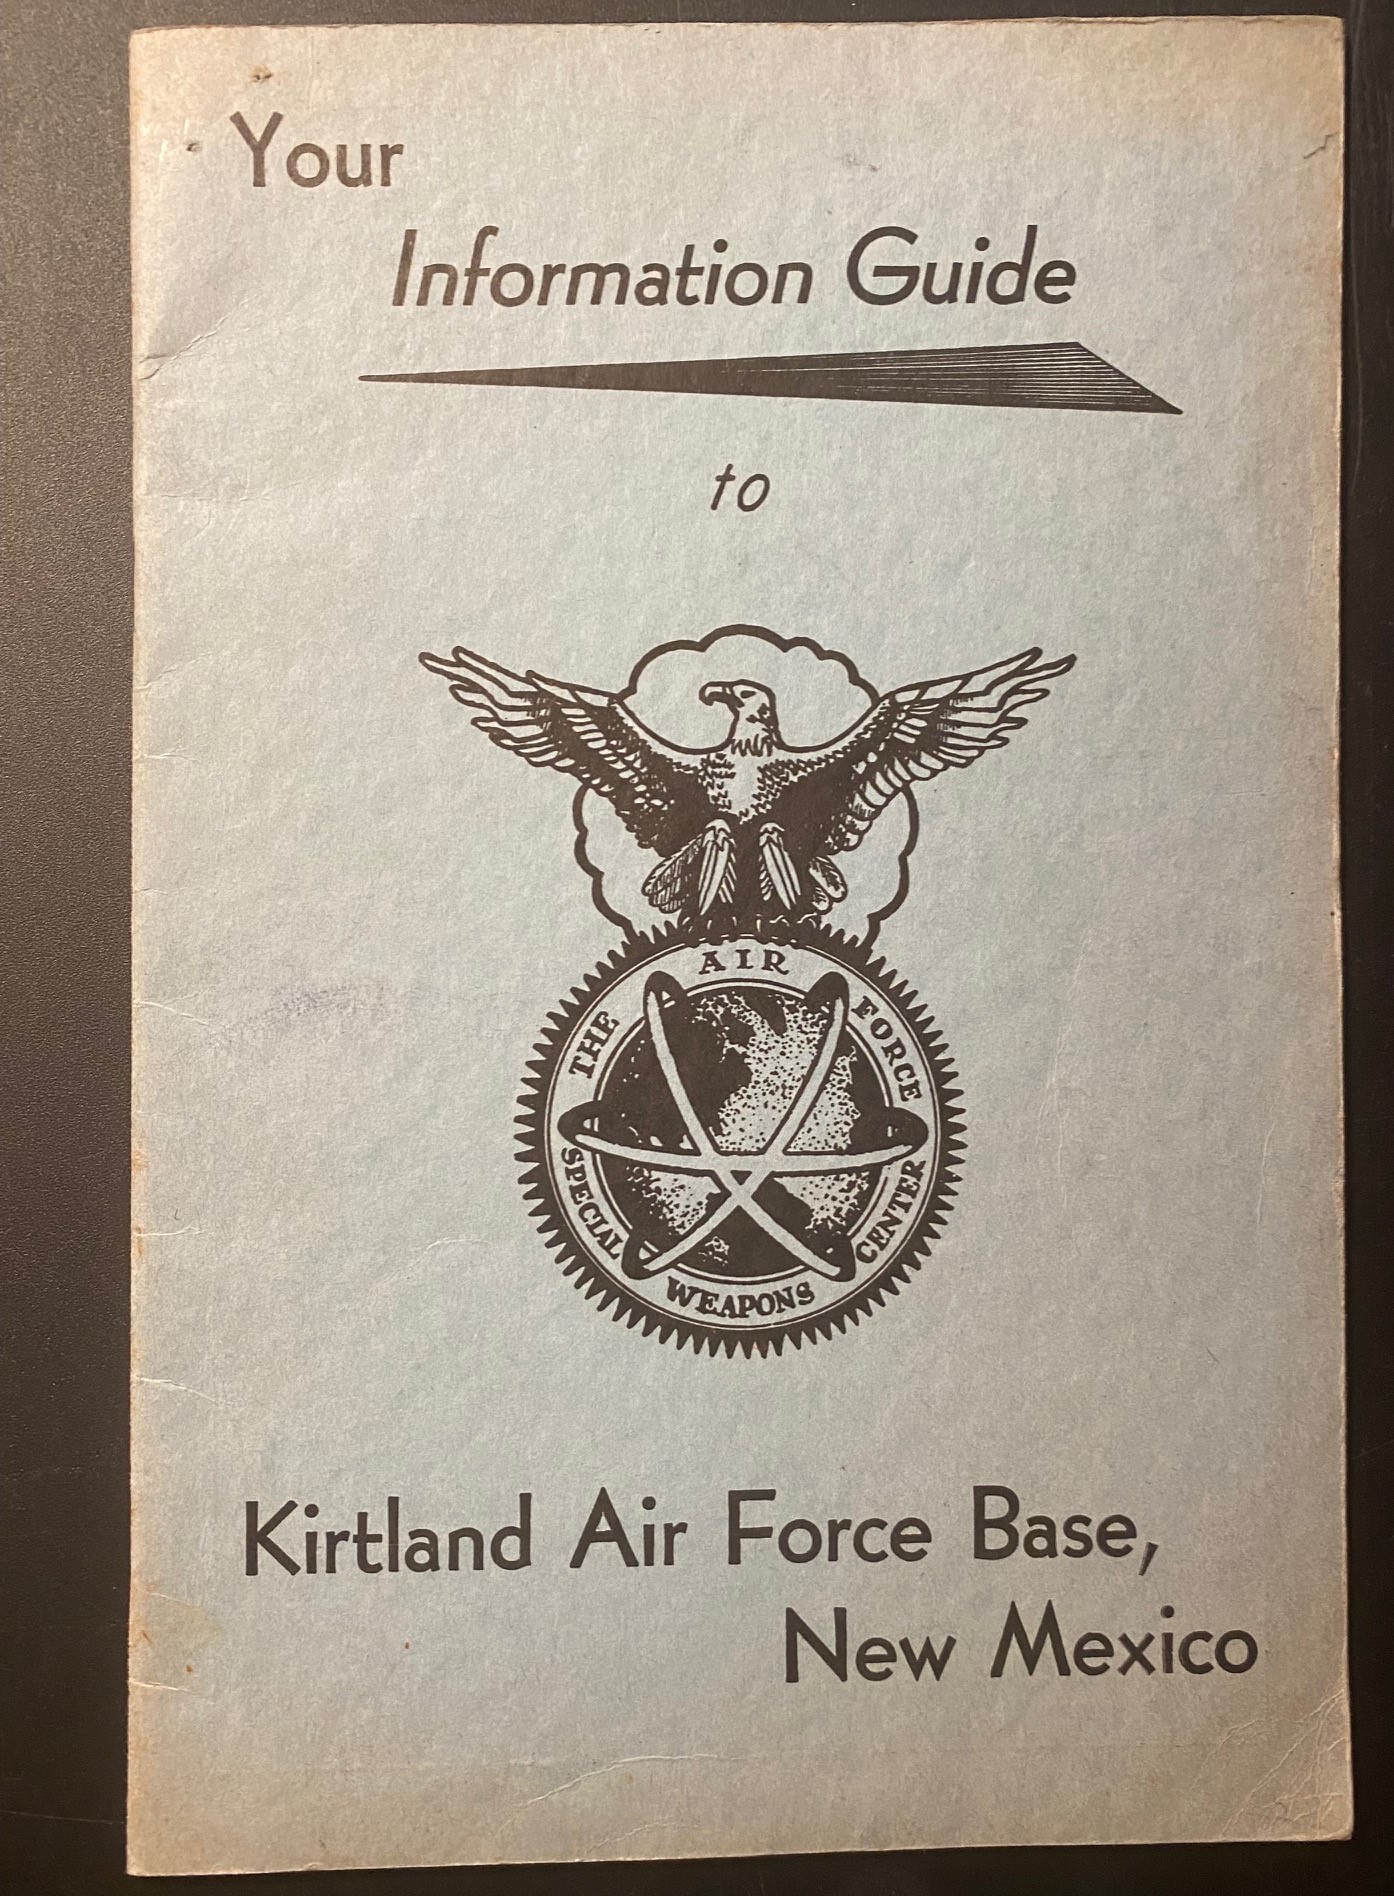 Your
Information Guide
to
THE AIR FORCE
SPECIAL WEAPONS CENTER
Kirtland Air Force Base,
New Mexico